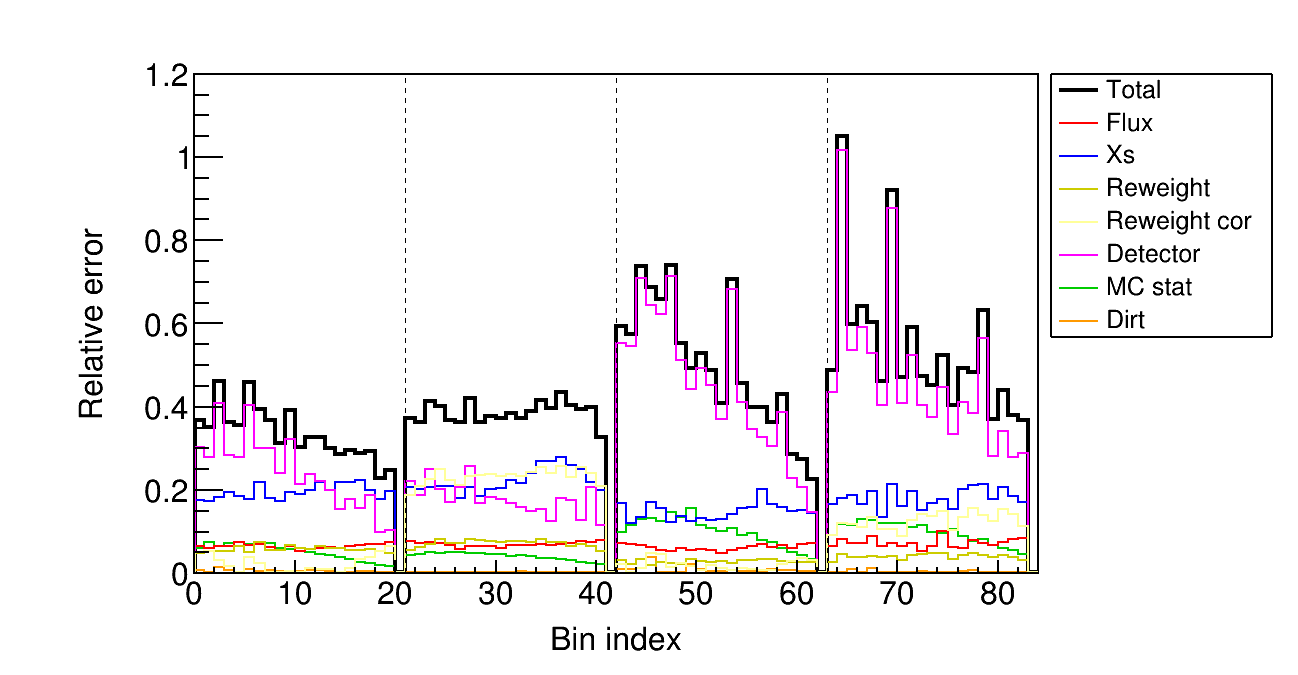 1.2
1
0.8
0.6
0.4
0.2
0
Relative error
0 10 20 30 40 50 60 70 80
Bin index
Total
Flux
Xs
Reweight
Reweight cor
Detector
MC stat
Dirt